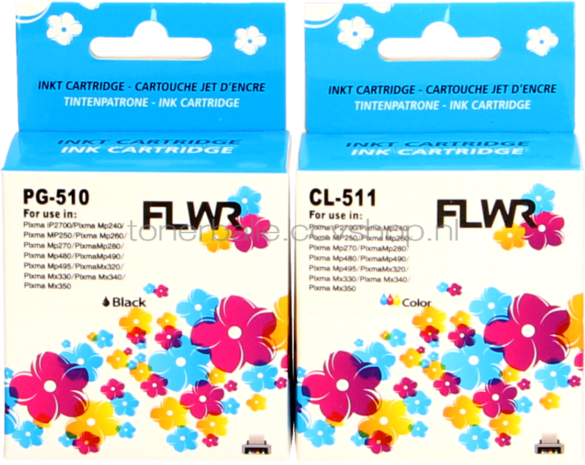 INKT CARTRIDGE - CARTOUCHE JET D'ENCRE
TINTENPATRONE - INK CARTRIDGE
INKT CARTRIDGE
INK CARTRIDGE
PG-510
For use in:
Pixma iP2700/Pixma Mp240/
Pixma MP250/Pixma Mp260/
Pixma Mp270/PixmaMp280/
Pixma Mp480/PixmaMp490/
Pixma Mp495/PixmaMx320/
Pixma Mx330/Pixma Mx340/
Pixma Mx350
FLWR
Black
INKT CARTRIDGE - CARTOUCHE JET D'ENCRE
TINTENPATRONE - INK CARTRIDGE
INKT CARTRIDGE
INK CARTRIDGE
CL-511
For use in:
Pixma iP2700/Pixma Mp240/
Pixma MP250/Pixma Mp260/
Pixma Mp270/PixmaMp280/
Pixma Mp480/PixmaMp490/
Pixma Mp495/PixmaMx320/
Pixma Mx330/Pixma Mx340/
Pixma Mx350
FLWR
Color